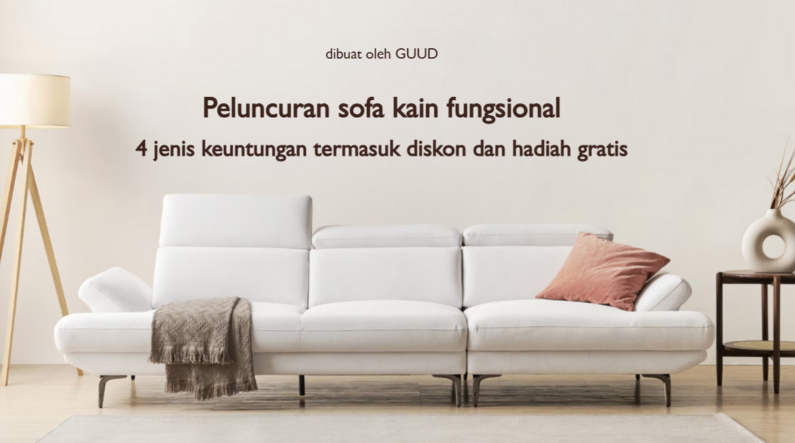 dibuat oleh GUUD
Peluncuran sofa kain fungsional
4 jenis keuntungan termasuk diskon dan hadiah gratis